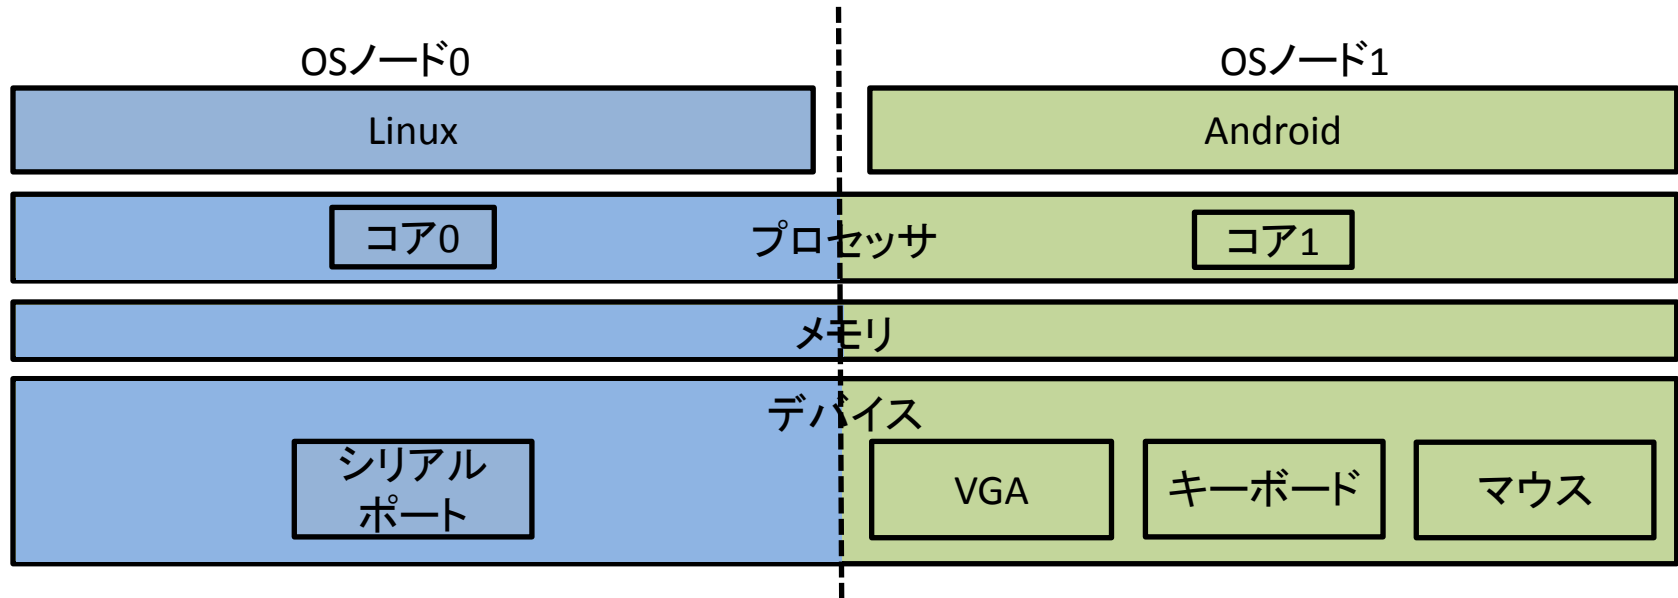 OSノード0
OSノード1
Linux
Android
コア0
プロセッサ
コア1
メモリ
デバイス
シリアル
ポート
VGA
キーボード
マウス